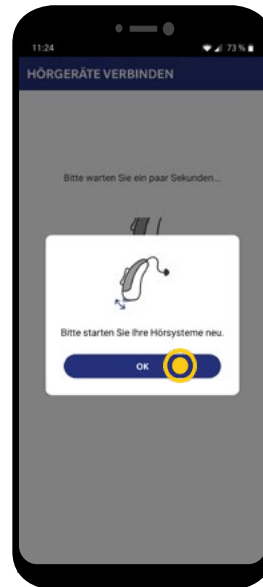 11:24
73 %
HÖRGERÄTE VERBINDEN
Bitte warten Sie ein paar Sekunden...
Bitte starten Sie Ihre Hörsysteme neu.
OK